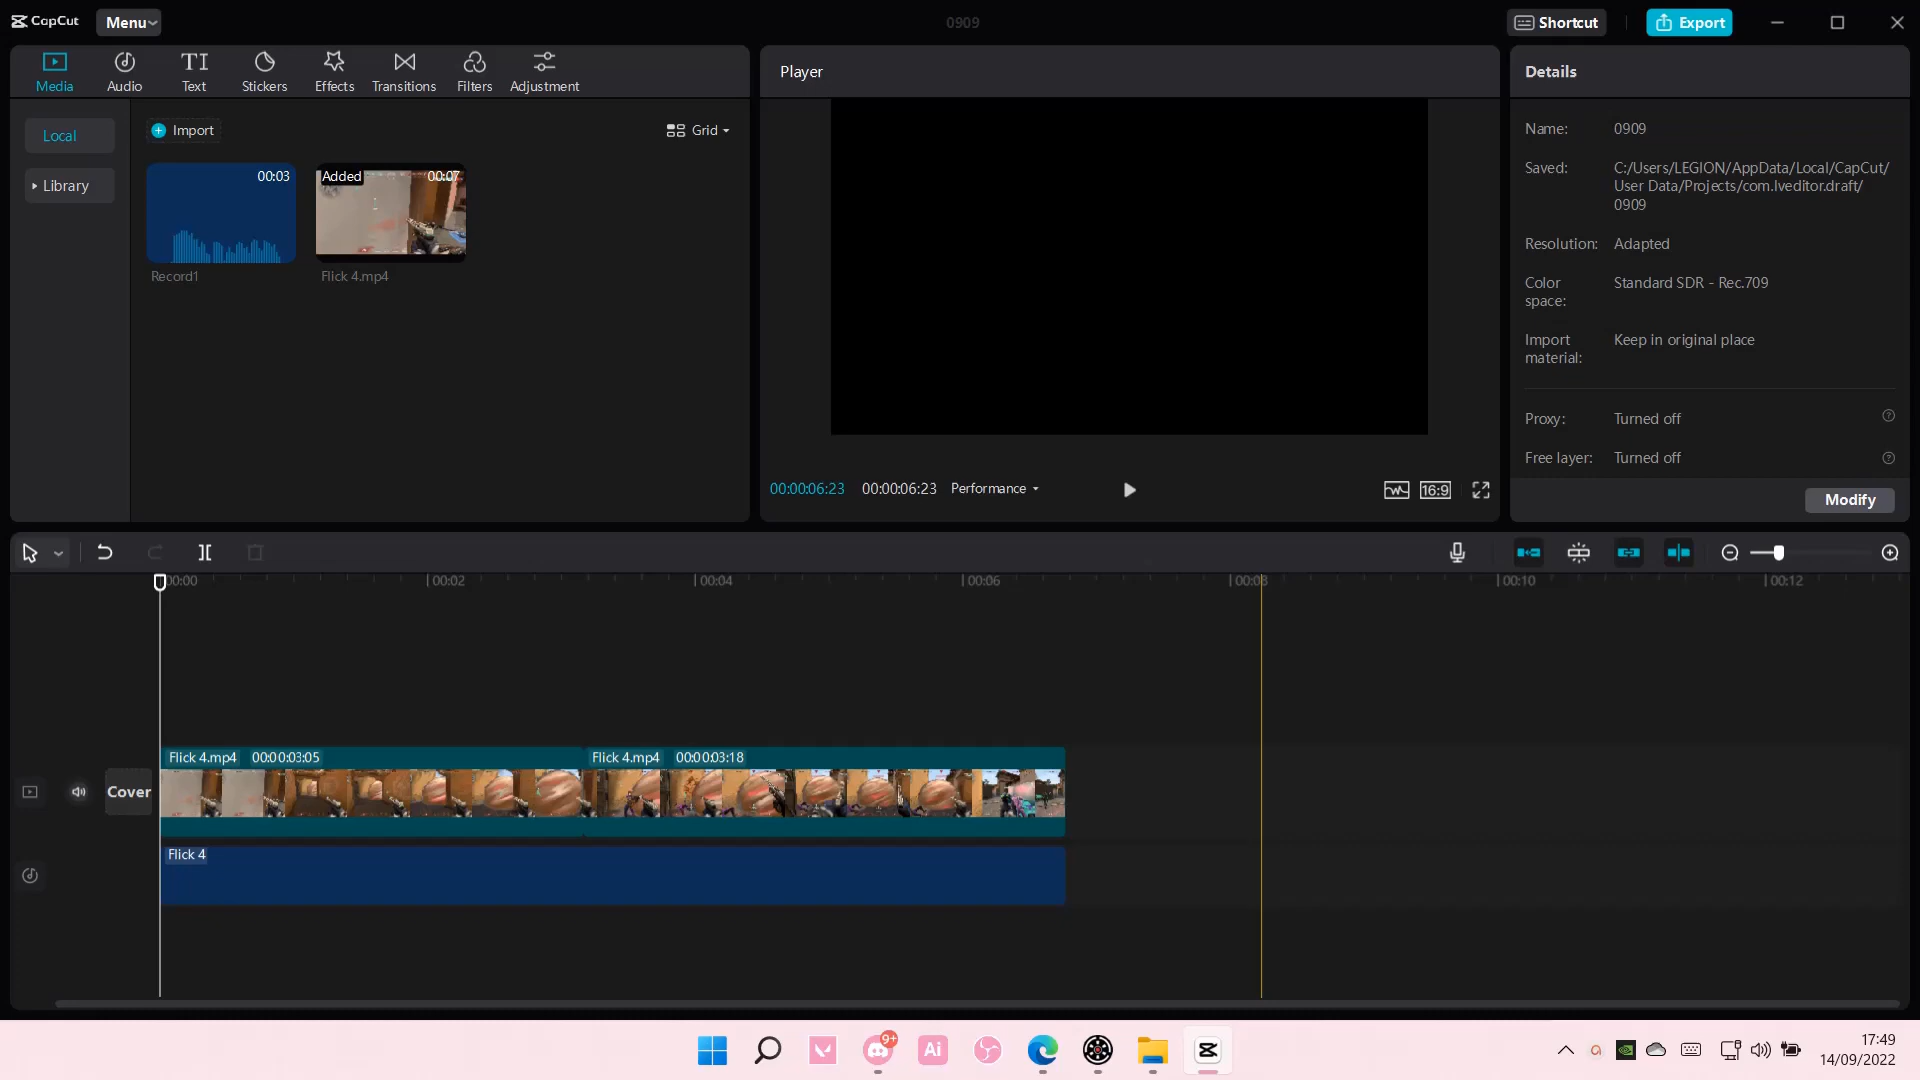 CapCut
Menu
0909
Shortcut
Export
Media
Audio
Text
Stickers
Effects
Transitions
Filters
Adjustment
Local
Library
Import
Grid
00:03
Record1
Added
00:07
Flick 4.mp4
Player
00:00:06:23
00:00:06:23
Performance
16:9
Details
Name:
0909
Saved:
C:/Users/LEGION/AppData/Local/CapCut/
User Data/Projects/com.lveditor.draft/
0909
Resolution:
Adapted
Color
space:
Standard SDR - Rec.709
Import
material:
Keep in original place
Proxy:
Turned off
Free layer:
Turned off
Modify
00:00
00:02
00:04
00:06
00:08
00:10
00:12
Flick 4.mp4
00:00:03:05
Flick 4.mp4
00:00:03:18
Cover
Flick 4
9+
Ai
17:49
14/09/2022